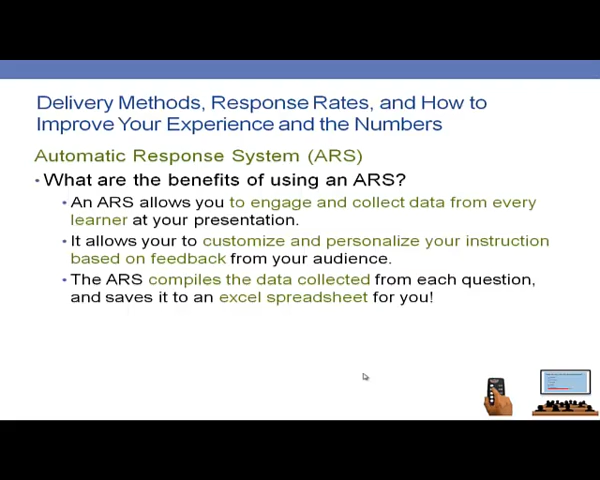 Delivery Methods, Response Rates, and How to
Improve Your Experience and the Numbers
Automatic Response System (ARS)
• What are the benefits of using an ARS?
• An ARS allows you to engage and collect data from every
learner at your presentation.
• It allows your to customize and personalize your instruction
based on feedback from your audience.
• The ARS compiles the data collected from each question,
and saves it to an excel spreadsheet for you!